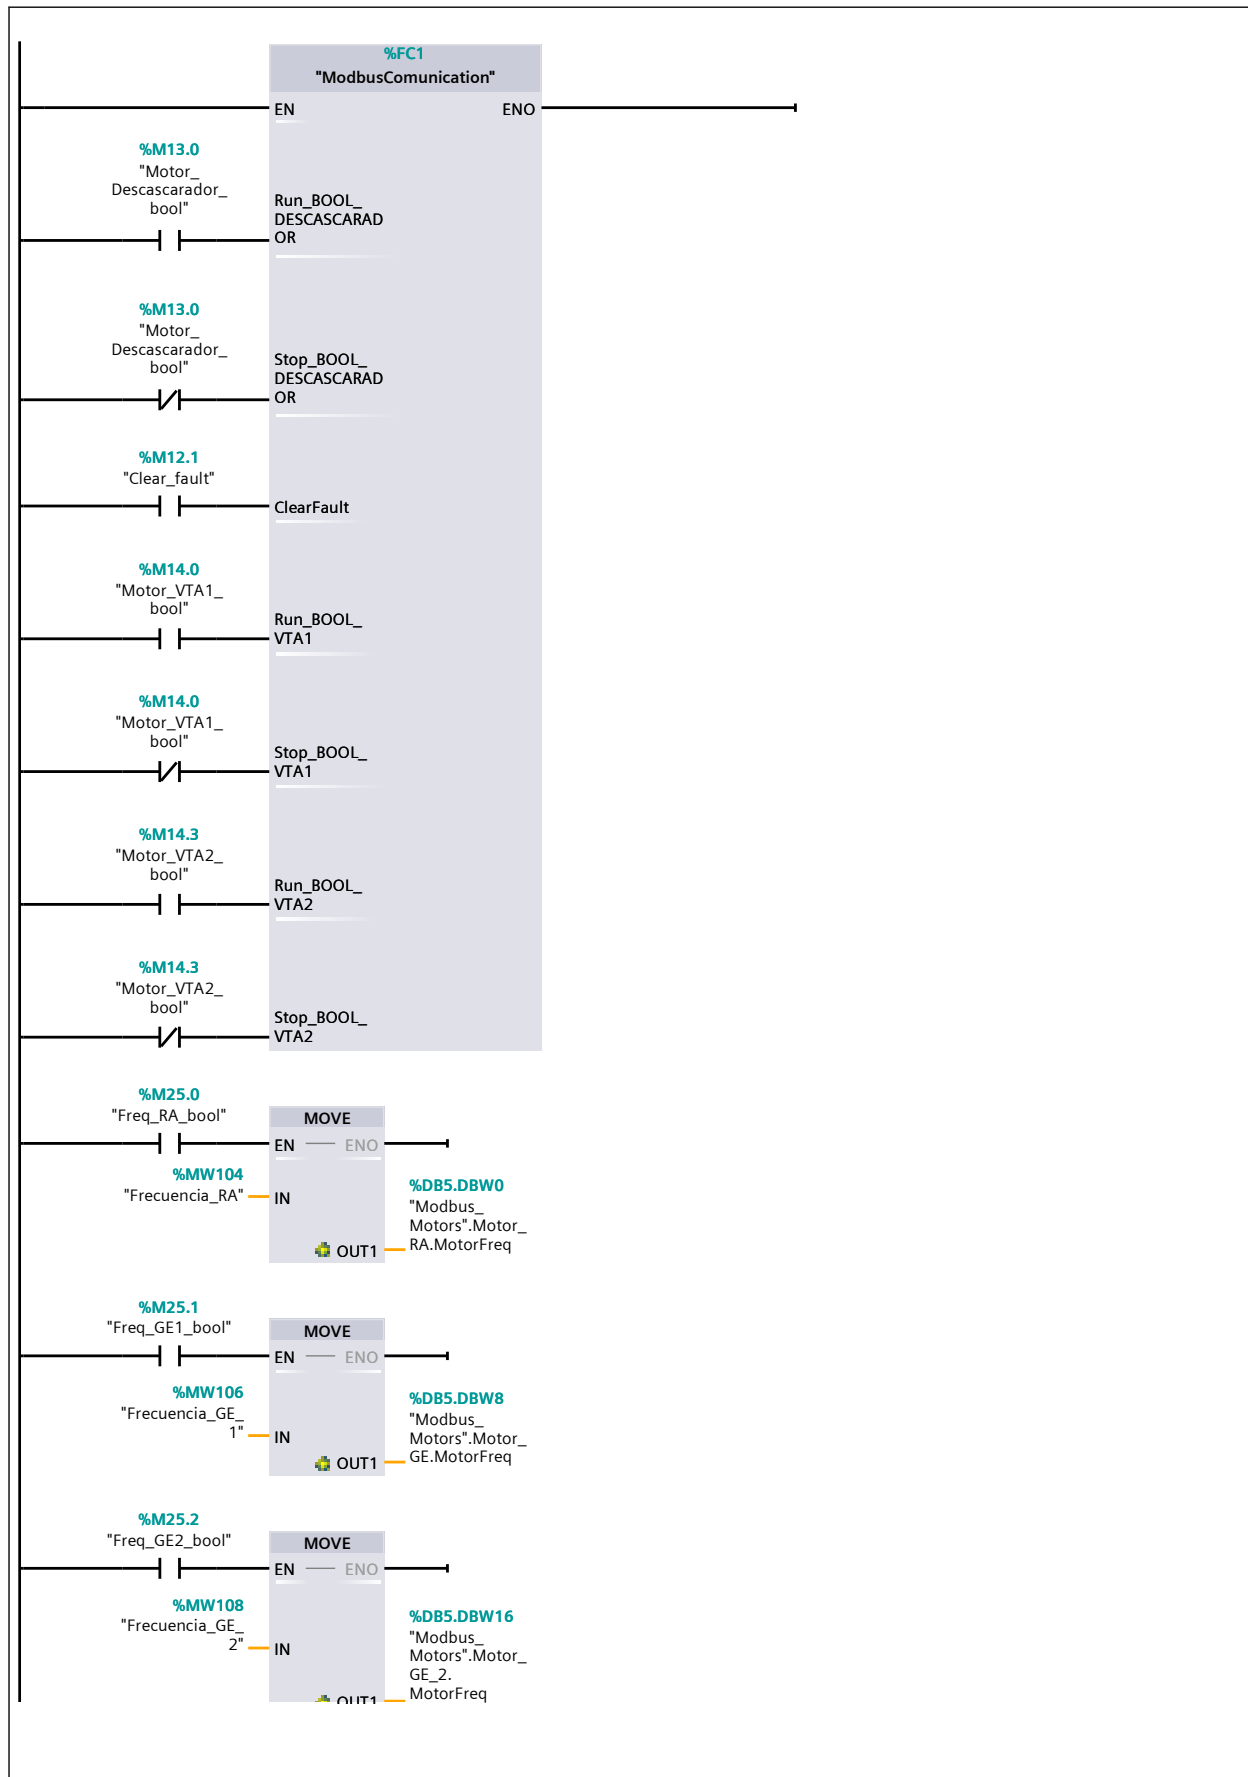 %FC1
"ModbusComunication"
EN
ENO
%M13.0
"Motor_
Descascarador_
bool"
Run_BOOL_
DESCASCARAD
OR
%M13.0
"Motor_
Descascarador_
bool"
Stop_BOOL_
DESCASCARAD
OR
%M12.1
"Clear_fault"
ClearFault
%M14.0
"Motor_VTA1_
bool"
Run_BOOL_
VTA1
%M14.0
"Motor_VTA1_
bool"
Stop_BOOL_
VTA1
%M14.3
"Motor_VTA2_
bool"
Run_BOOL_
VTA2
%M14.3
"Motor_VTA2_
bool"
Stop_BOOL_
VTA2
%M25.0
"Freq_RA_bool"
MOVE
EN
ENO
%MW104
"Frecuencia_RA"
IN
%DB5.DBW0
"Modbus_
Motors".Motor_
RA.MotorFreq
OUT1
%M25.1
"Freq_GE1_bool"
MOVE
EN
ENO
%MW106
"Frecuencia_GE_
1"
IN
%DB5.DBW8
"Modbus_
Motors".Motor_
GE.MotorFreq
OUT1
%M25.2
"Freq_GE2_bool"
MOVE
EN
ENO
%MW108
"Frecuencia_GE_
2"
IN
%DB5.DBW16
"Modbus_
Motors".Motor_
GE_2.
MotorFreq
OUT1